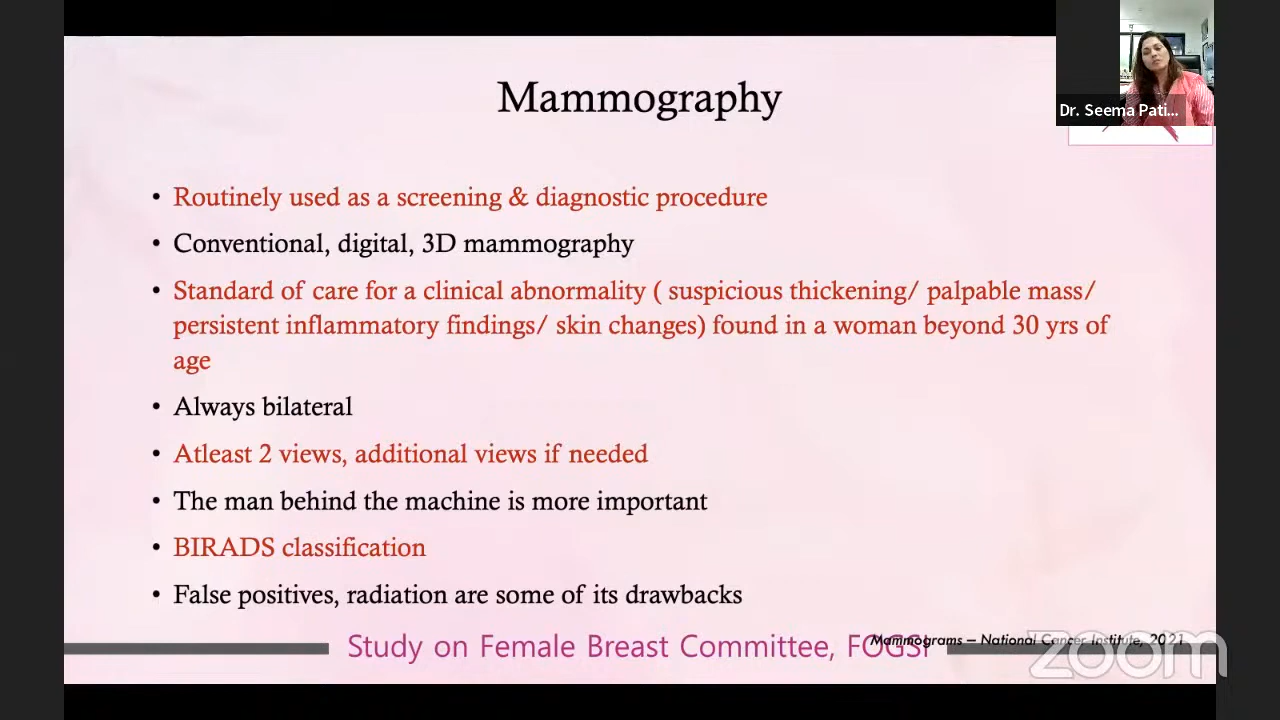 Mammography
Dr. Seema Pati...
• Routinely used as a screening & diagnostic procedure
• Conventional, digital, 3D mammography
• Standard of care for a clinical abnormality ( suspicious thickening/ palpable mass/
persistent inflammatory findings/ skin changes) found in a woman beyond 30 yrs of
age
• Always bilateral
• Atleast 2 views, additional views if needed
• The man behind the machine is more important
• BIRADS classification
• False positives, radiation are some of its drawbacks
Mammograms – National Cancer Institute, 2021
Study on Female Breast Committee, FOGSI
zoom